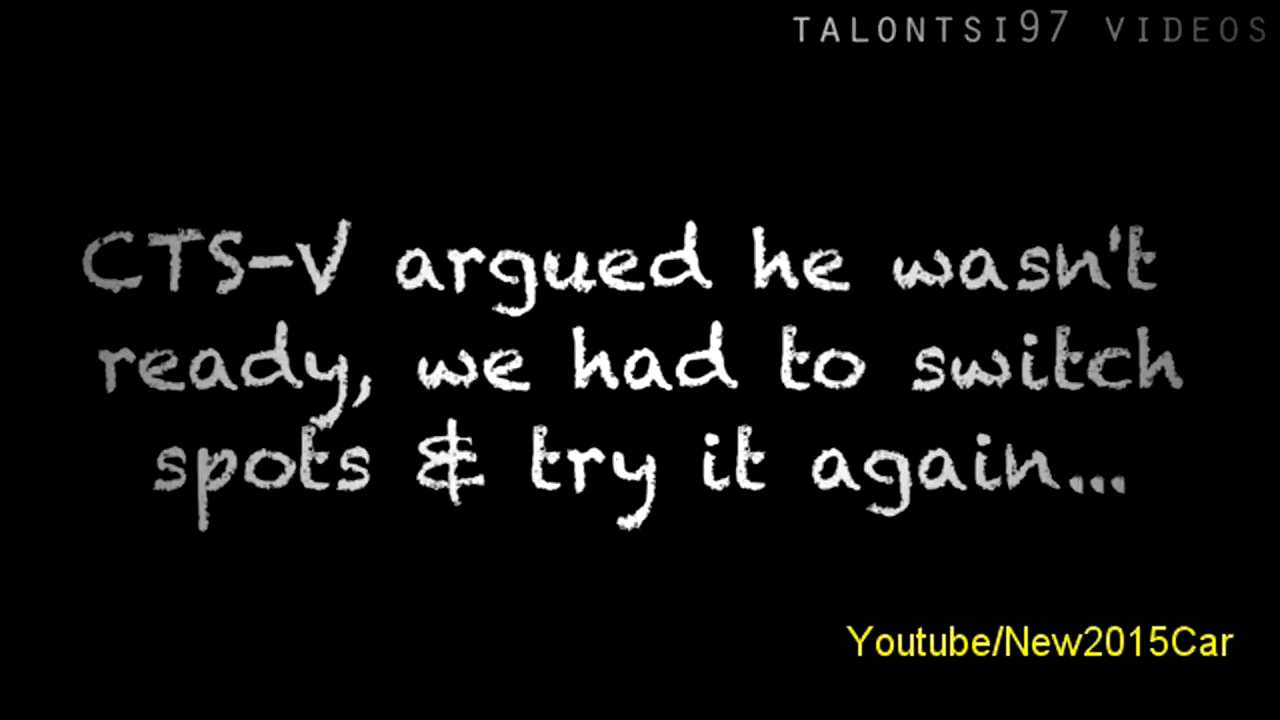 TALONTSI97 VIDEOS
CTS-V argued he wasn't
ready, we had to switch
spots & try it again...
Youtube/New2015Car